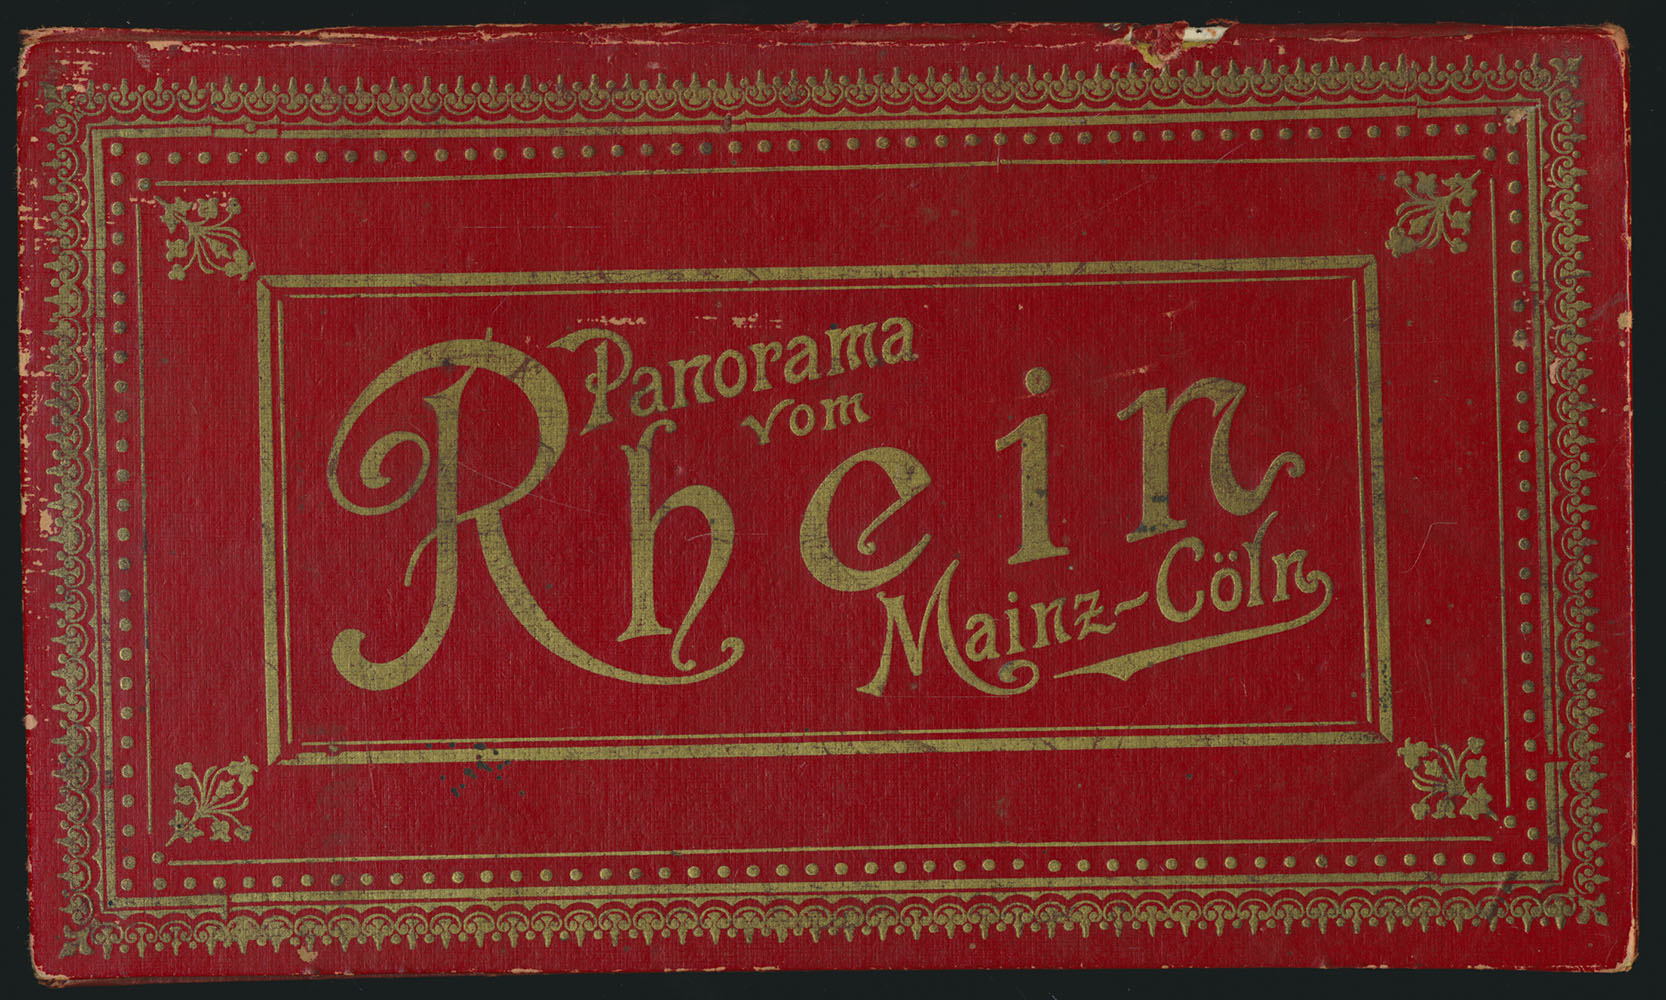 Panorama
vom
Rhein
Mainz-Cöln